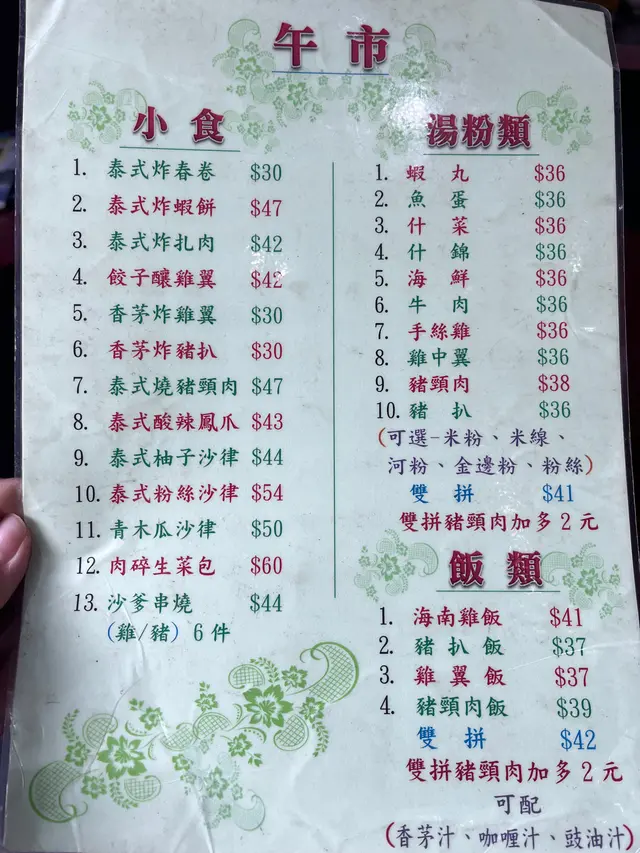 午市
小食
1. 泰式炸春卷 $30
2. 泰式炸蝦餅 $47
3. 泰式炸扎肉 $42
4. 餃子釀雞翼 $42
5. 香茅炸雞翼 $30
6. 香茅炸豬扒 $30
7. 泰式燒豬頸肉 $47
8. 泰式酸辣鳳爪 $43
9. 泰式柚子沙律 $44
10. 泰式粉絲沙律 $54
11. 青木瓜沙律 $50
12. 肉碎生菜包 $60
13. 沙爹串燒 $44
(雞/豬) 6件
湯粉類
1. 蝦丸 $36
2. 魚蛋 $36
3. 什菜 $36
4. 什錦 $36
5. 海鮮 $36
6. 牛肉 $36
7. 手絲雞 $36
8. 雞中翼 $36
9. 豬頸肉 $38
10. 豬扒 $36
(可選-米粉、米線、
河粉、金邊粉、粉絲)
雙拼 $41
雙拼豬頸肉加多2元
飯類
1. 海南雞飯 $41
2. 豬扒飯 $37
3. 雞翼飯 $37
4. 豬頸肉飯 $39
雙拼 $42
雙拼豬頸肉加多2元
可配
(香茅汁、咖喱汁、豉油汁)